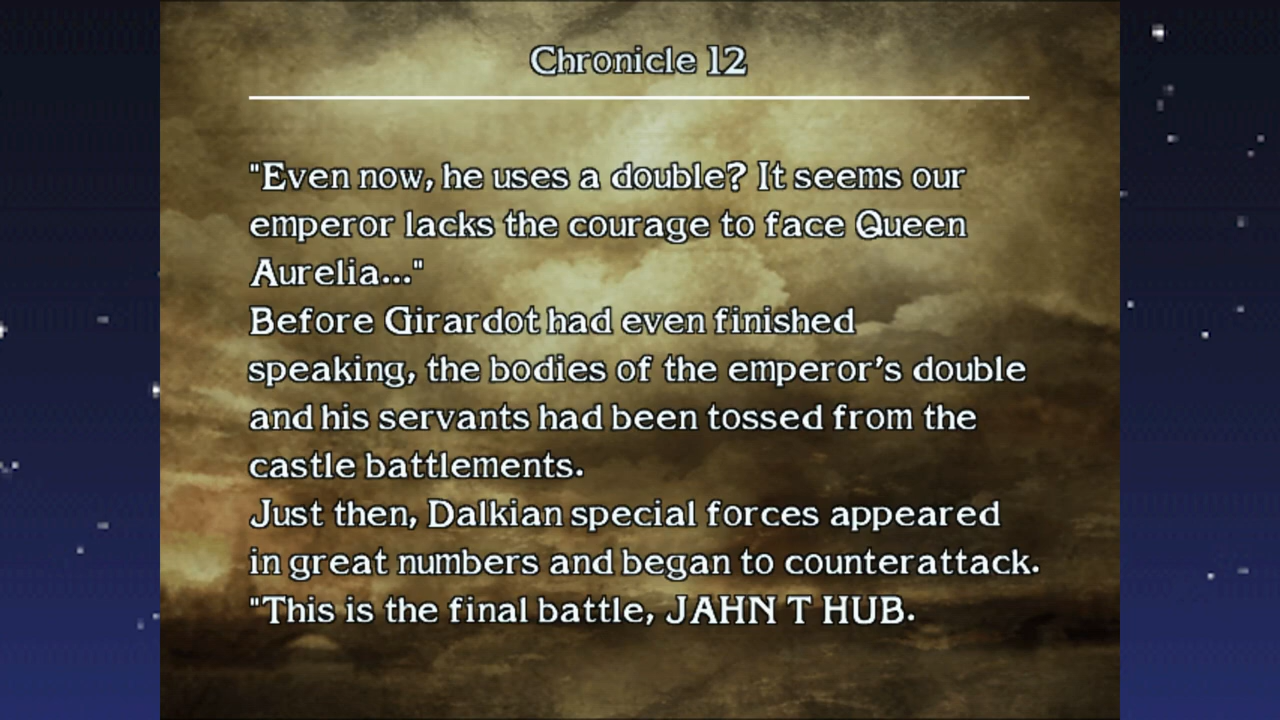 Chronicle 12
"Even now, he uses a double? It seems our
emperor lacks the courage to face Queen
Aurelia..."
Before Girardot had even finished
speaking, the bodies of the emperor's double
and his servants had been tossed from the
castle battlements.
Just then, Dalkian special forces appeared
in great numbers and began to counterattack.
"This is the final battle, JAHN T HUB.